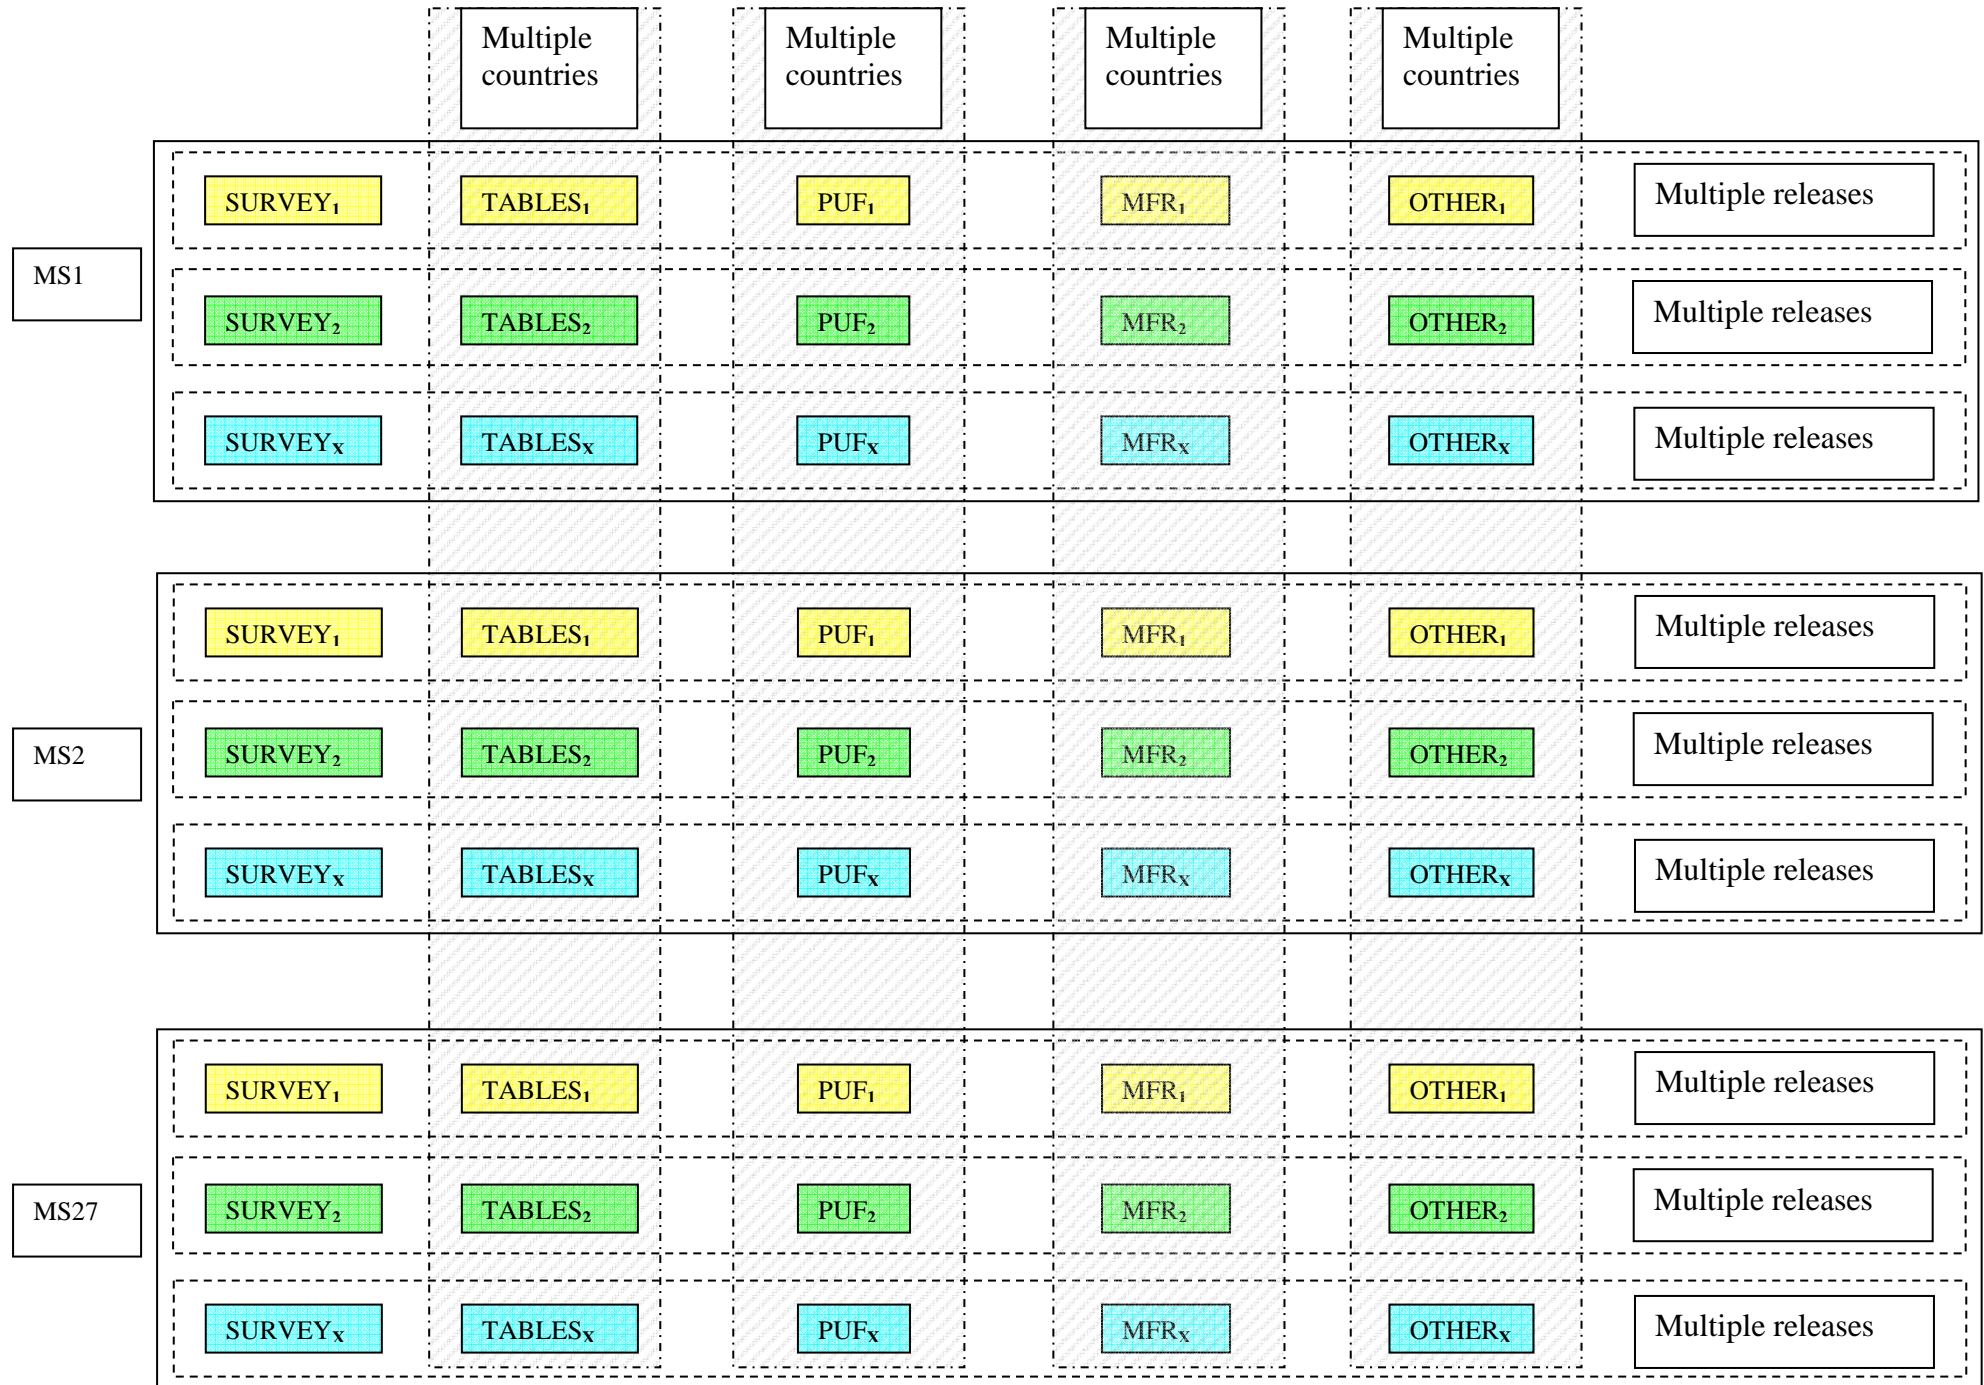 Multiple
countries
Multiple
countries
Multiple
countries
Multiple
countries
SURVEY₁ TABLES₁ PUF₁ MFR₁ OTHER₁ Multiple releases
MS1
SURVEY₂ TABLES₂ PUF₂ MFR₂ OTHER₂ Multiple releases
SURVEYₓ TABLESₓ PUFₓ MFRₓ OTHERₓ Multiple releases
SURVEY₁ TABLES₁ PUF₁ MFR₁ OTHER₁ Multiple releases
MS2
SURVEY₂ TABLES₂ PUF₂ MFR₂ OTHER₂ Multiple releases
SURVEYₓ TABLESₓ PUFₓ MFRₓ OTHERₓ Multiple releases
SURVEY₁ TABLES₁ PUF₁ MFR₁ OTHER₁ Multiple releases
MS27
SURVEY₂ TABLES₂ PUF₂ MFR₂ OTHER₂ Multiple releases
SURVEYₓ TABLESₓ PUFₓ MFRₓ OTHERₓ Multiple releases